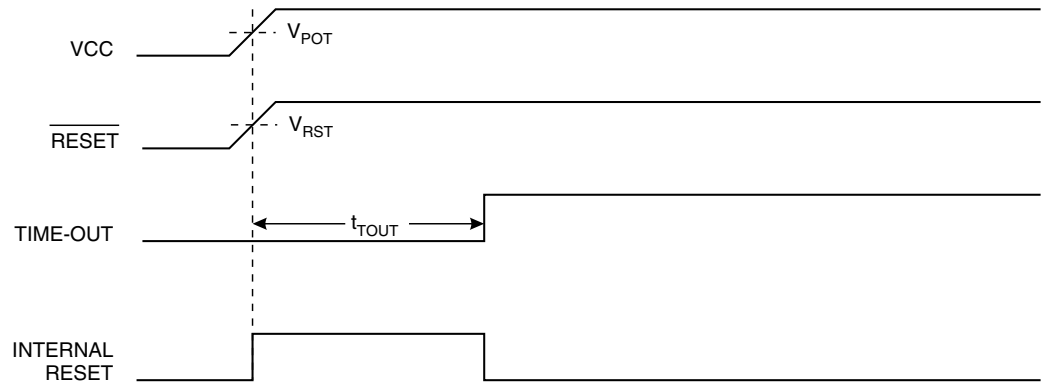 VCC
V_POT
RESET
V_RST
TIME-OUT
t_TOUT
INTERNAL
RESET